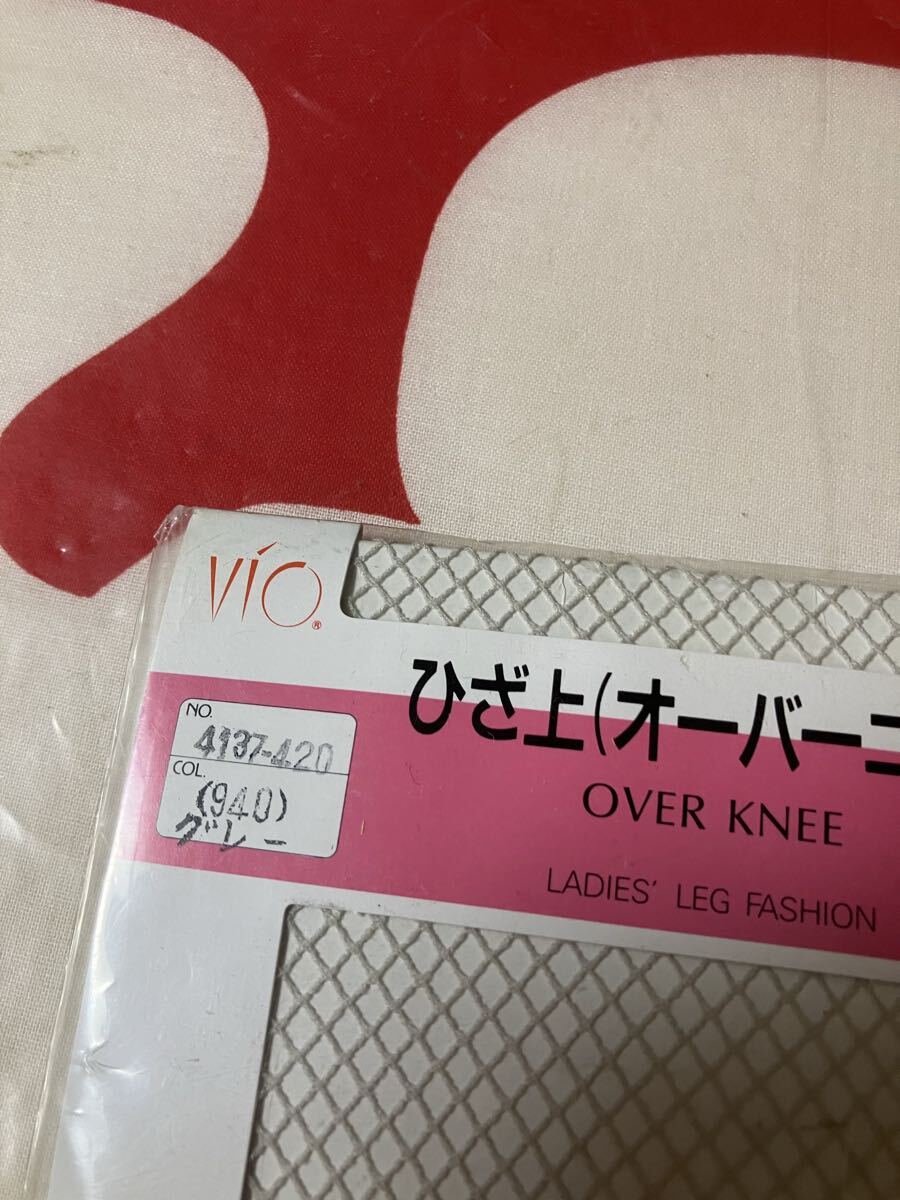 VIO®
ひざ上(オーバーニ
OVER KNEE
LADIES' LEG FASHION
NO.
4137-420
COL.
(940)
グレー